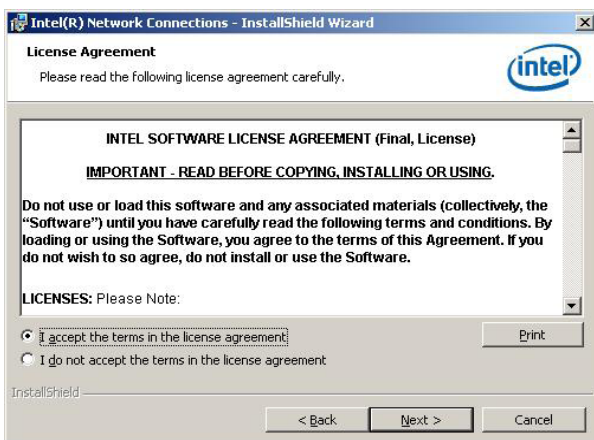 Intel(R) Network Connections - InstallShield Wizard
License Agreement
Please read the following license agreement carefully.
intel
INTEL SOFTWARE LICENSE AGREEMENT (Final, License)
IMPORTANT - READ BEFORE COPYING, INSTALLING OR USING.
Do not use or load this software and any associated materials (collectively, the
“Software”) until you have carefully read the following terms and conditions. By
loading or using the Software, you agree to the terms of this Agreement. If you
do not wish to so agree, do not install or use the Software.
LICENSES: Please Note:
I accept the terms in the license agreement
Print
I do not accept the terms in the license agreement
InstallShield
< Back
Next >
Cancel